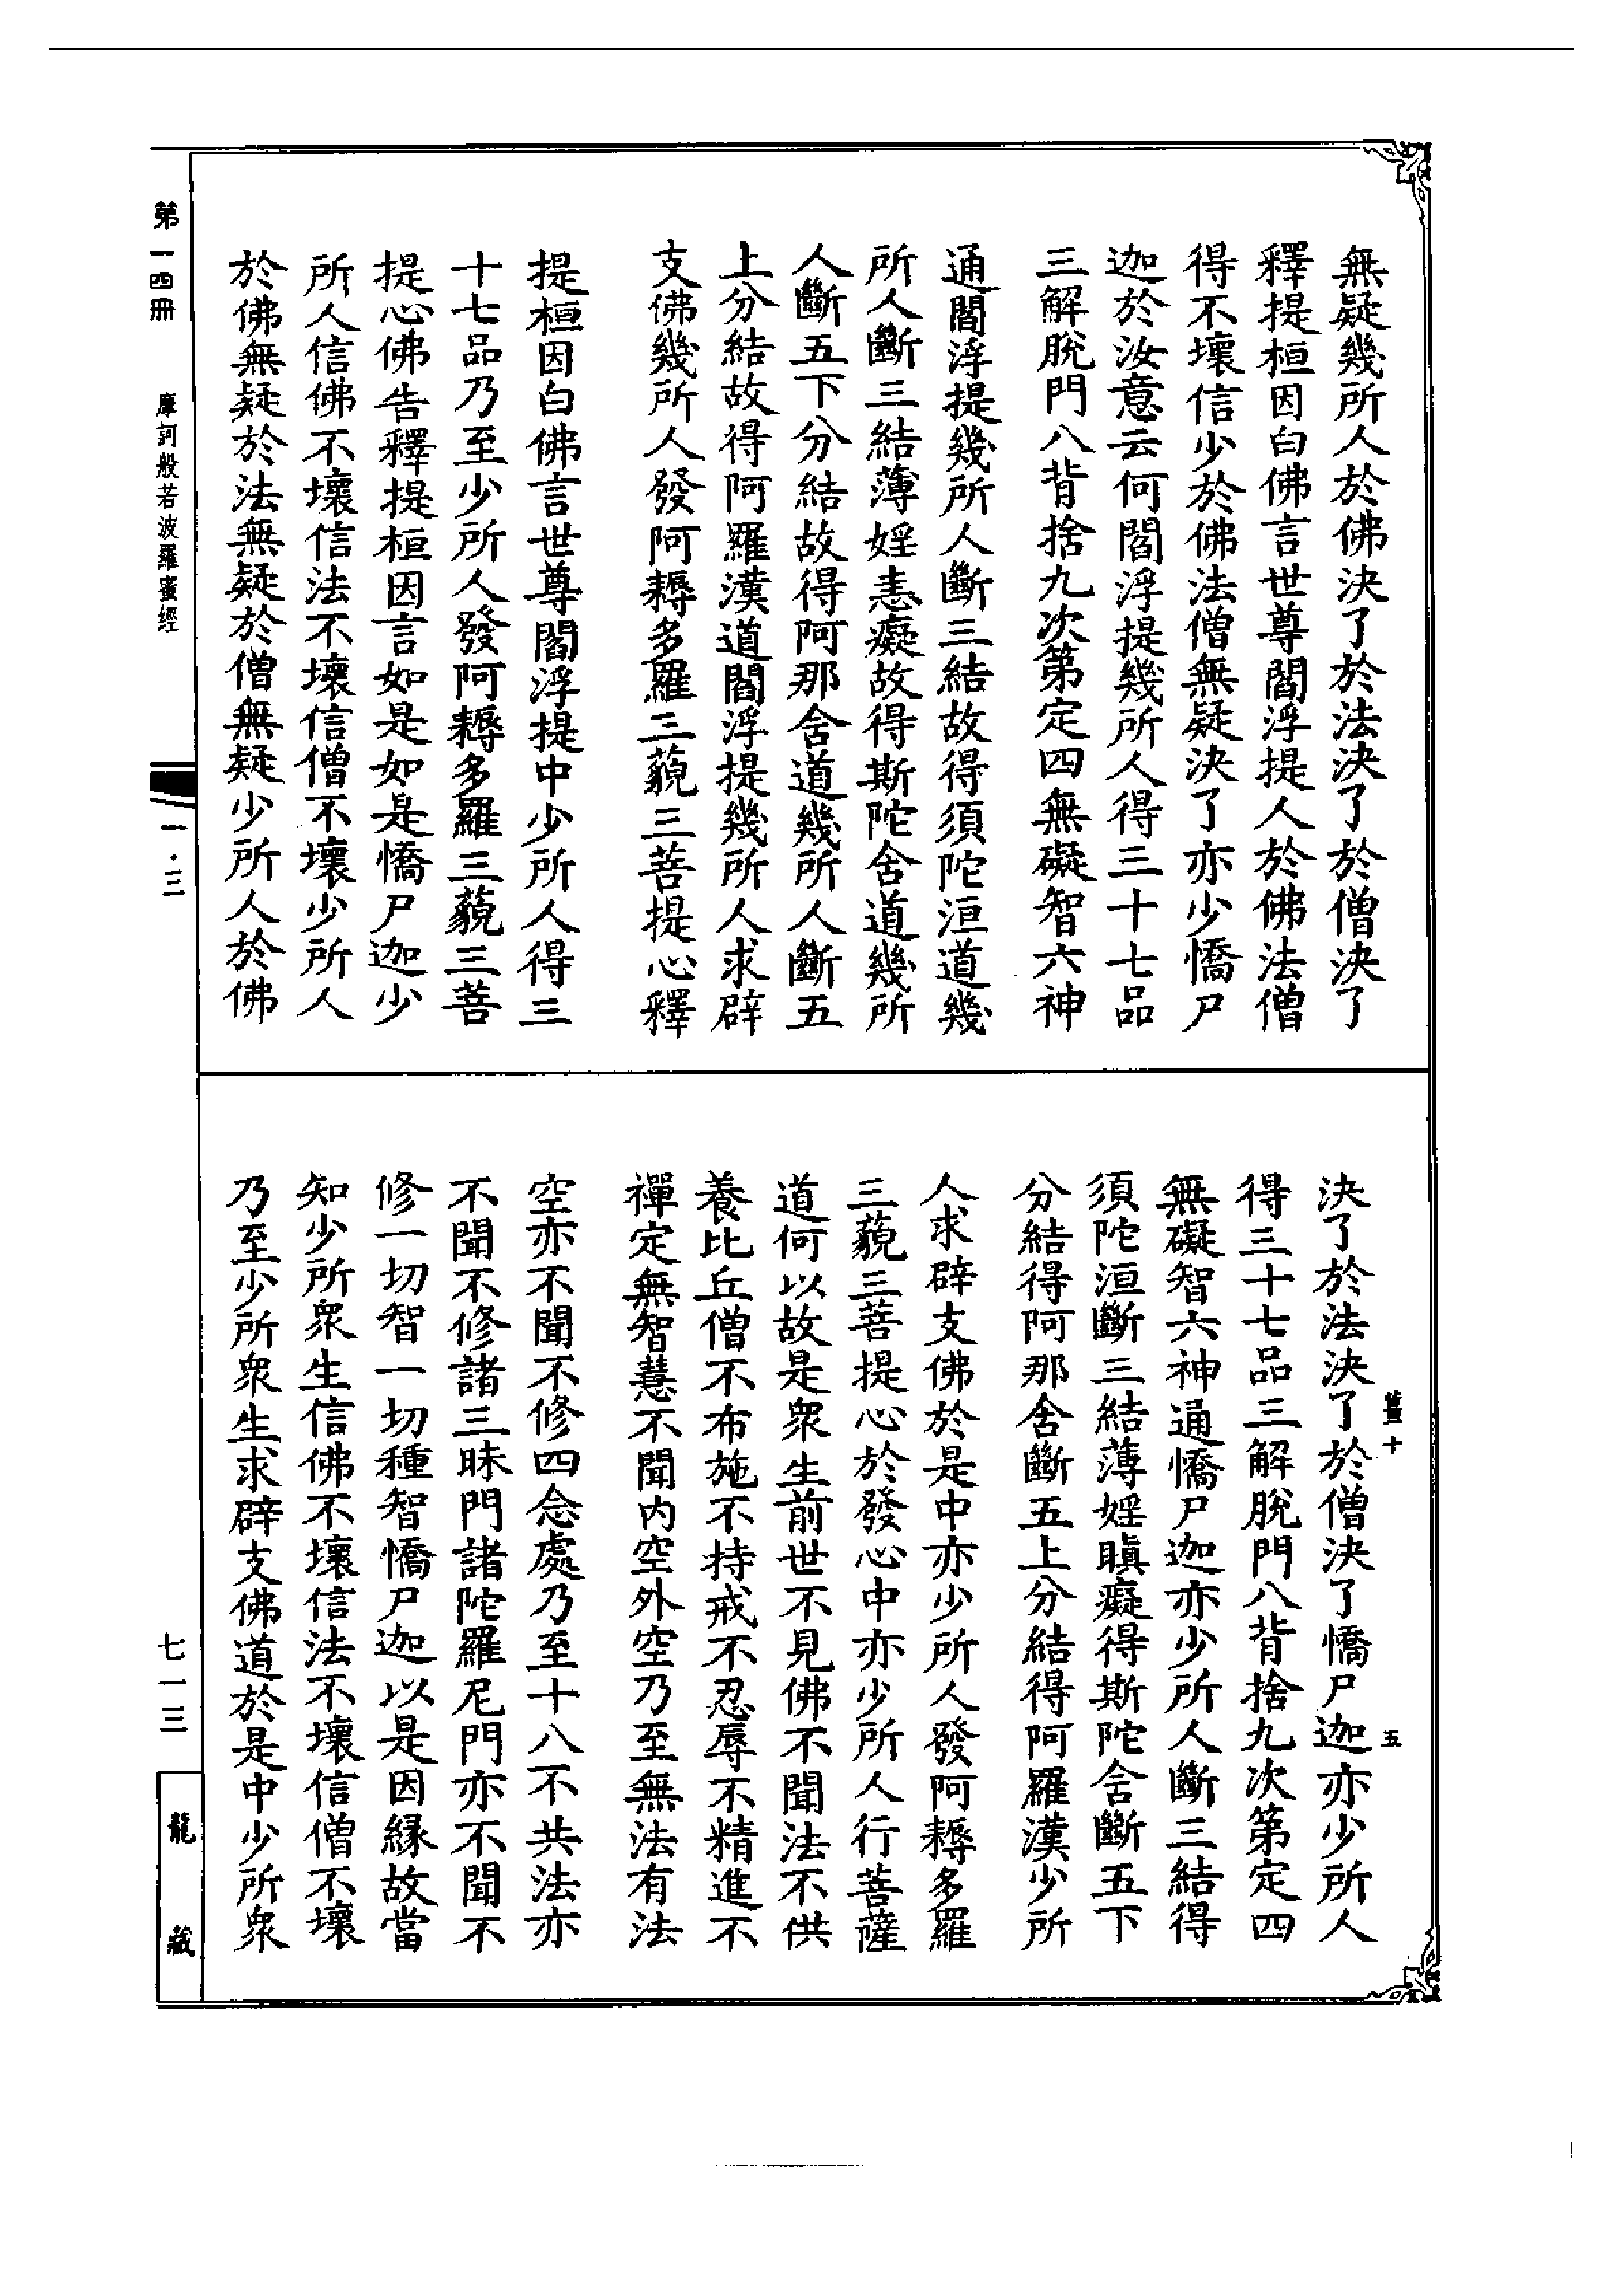 無疑幾所人於佛決了於法決了於僧決了
釋提桓因白佛言世尊閻浮提人於佛法僧
得不壞信少於佛法僧無疑決了亦少憍尸
迦於汝意云何閻浮提幾所人得三十七品
三解脫門八背捨九次第定四無礙智六神
通閻浮提幾所人斷三結故得須陀洹道幾
所人斷三結薄婬恚癡故得斯陀含道幾所
人斷五下分結故得阿那含道幾所人斷五
上分結故得阿羅漢道閻浮提幾所人求辟
支佛幾所人發阿耨多羅三藐三菩提心釋
提桓因白佛言世尊閻浮提中少所人得三
十七品乃至少所人發阿耨多羅三藐三菩
提心佛告釋提桓因言如是如是憍尸迦少
所人信佛不壞信法不壞信僧不壞少所人
於佛無疑於法無疑於僧無疑少所人於佛
決了於法決了於僧決了憍尸迦亦少所人
得三十七品三解脫門八背捨九次第定四
無礙智六神通憍尸迦亦少所人斷三結得
須陀洹斷三結薄婬瞋癡得斯陀含斷五下
分結得阿那含斷五上分結得阿羅漢少所
人求辟支佛於是中亦少所人發阿耨多羅
三藐三菩提心於發心中亦少所人行菩薩
道何以故是衆生前世不見佛不聞法不供
養比丘僧不布施不持戒不忍辱不精進不
禪定無智慧不聞內空外空乃至無法有法
空亦不聞不修四念處乃至十八不共法亦
不聞不修諸三昧門諸陀羅尼門亦不聞不
修一切智一切種智憍尸迦以是因緣故當
知少所衆生信佛不壞信法不壞信僧不壞
乃至少所衆生求辟支佛道於是中少所衆
薑十
五
第一四冊
摩訶般若波羅蜜經
一·三
七一三
龍藏